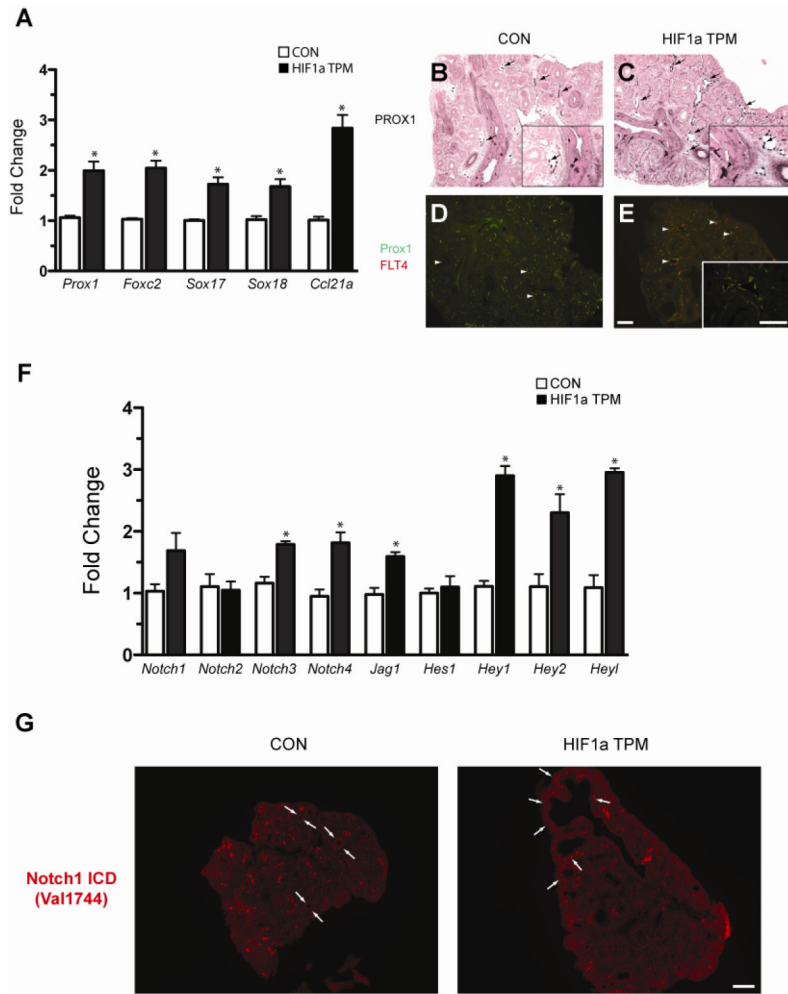 A
CON
HIF1a TPM
Fold Change
4
3
2
1
0
*
*
*
*
*
Prox1 Foxc2 Sox17 Sox18 Ccl21a
CON HIF1a TPM
PROX1
B
C
Prox1
FLT4
D
E
F
CON
HIF1a TPM
Fold Change
4
3
2
1
0
*
*
*
*
*
*
Notch1 Notch2 Notch3 Notch4 Jag1 Hes1 Hey1 Hey2 Heyl
G
CON HIF1a TPM
Notch1 ICD
(Val1744)